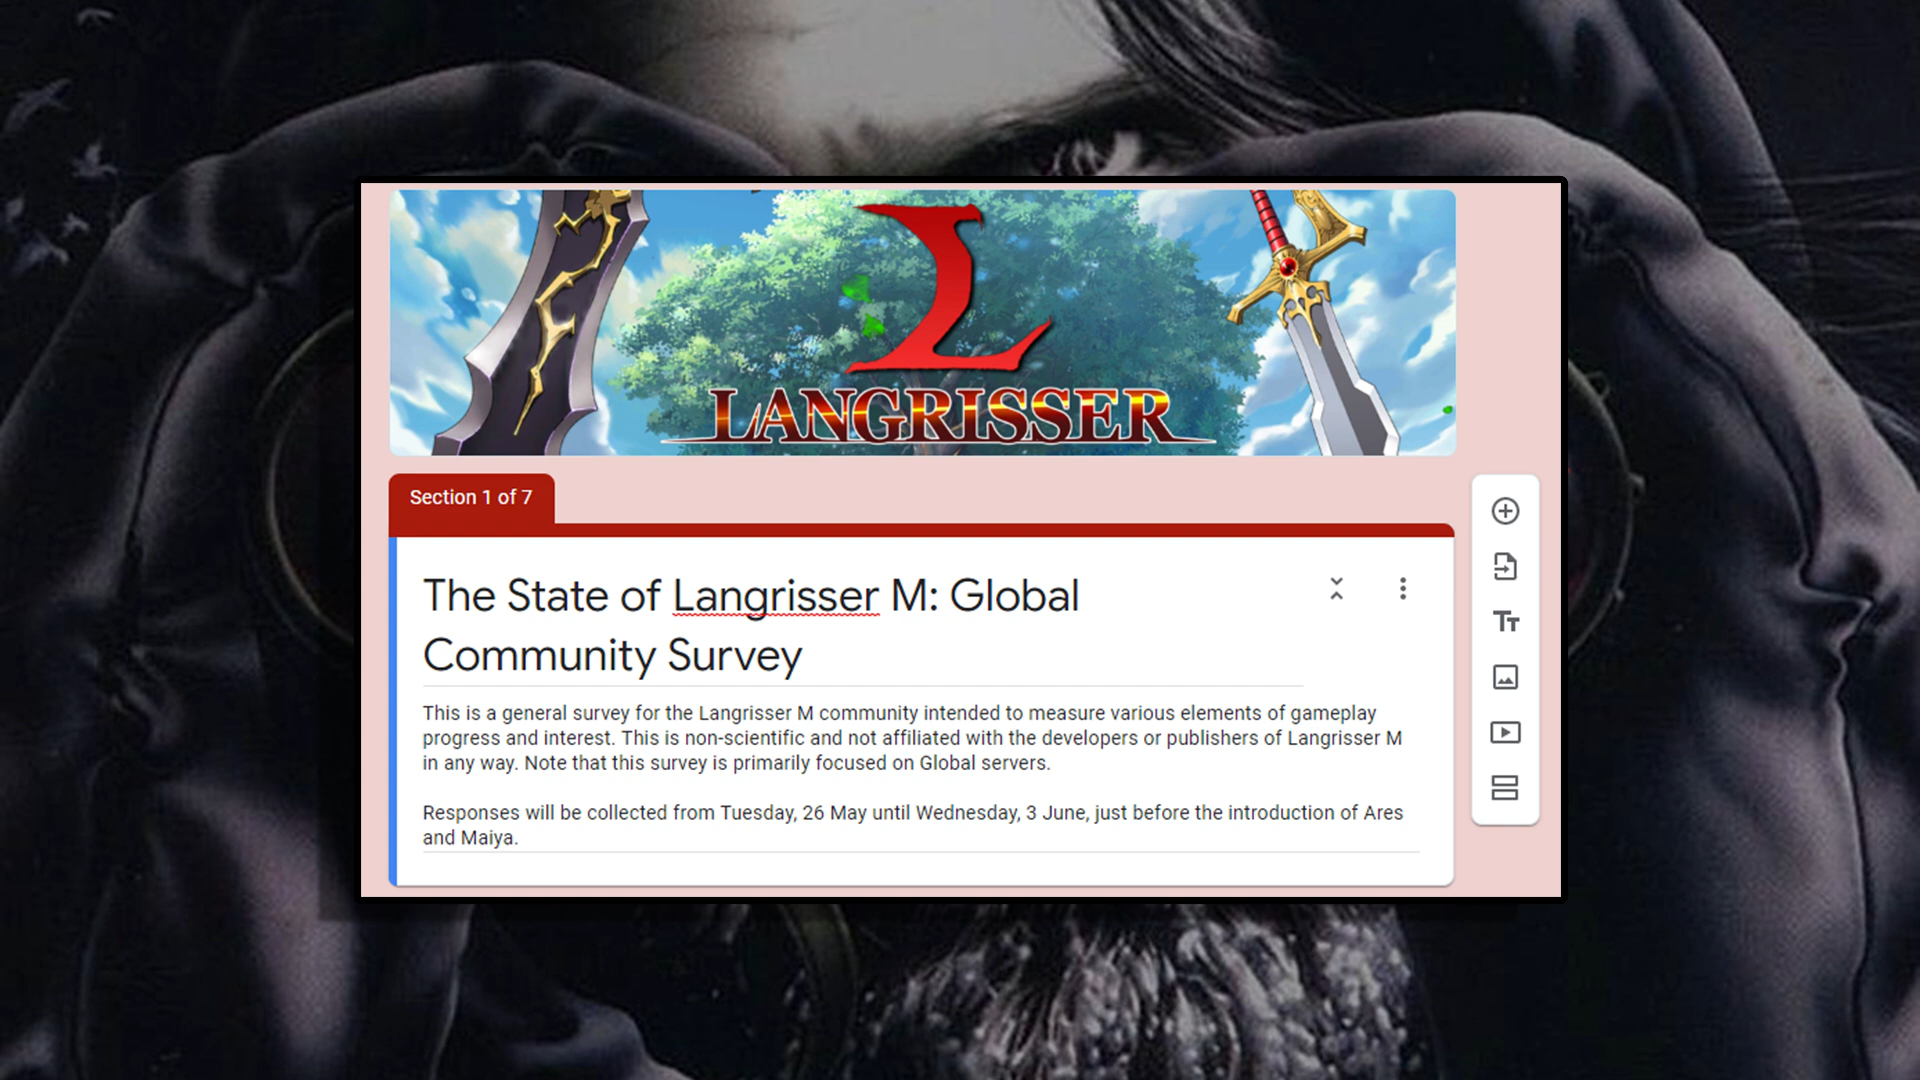 LANGRISSER
Section 1 of 7
The State of Langrisser M: Global
Community Survey
This is a general survey for the Langrisser M community intended to measure various elements of gameplay
progress and interest. This is non-scientific and not affiliated with the developers or publishers of Langrisser M
in any way. Note that this survey is primarily focused on Global servers.
Responses will be collected from Tuesday, 26 May until Wednesday, 3 June, just before the introduction of Ares
and Maiya.